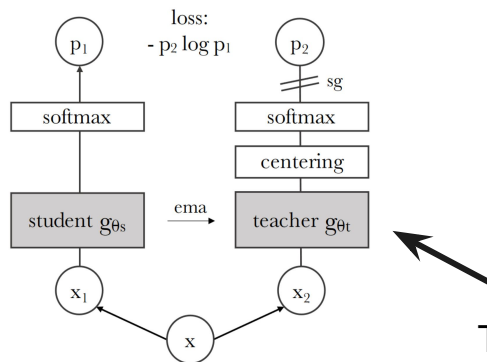 loss:
- p₂ log p₁
p₁
p₂
sg
softmax
softmax
centering
student gθs
ema
teacher gθt
x₁
x₂
x